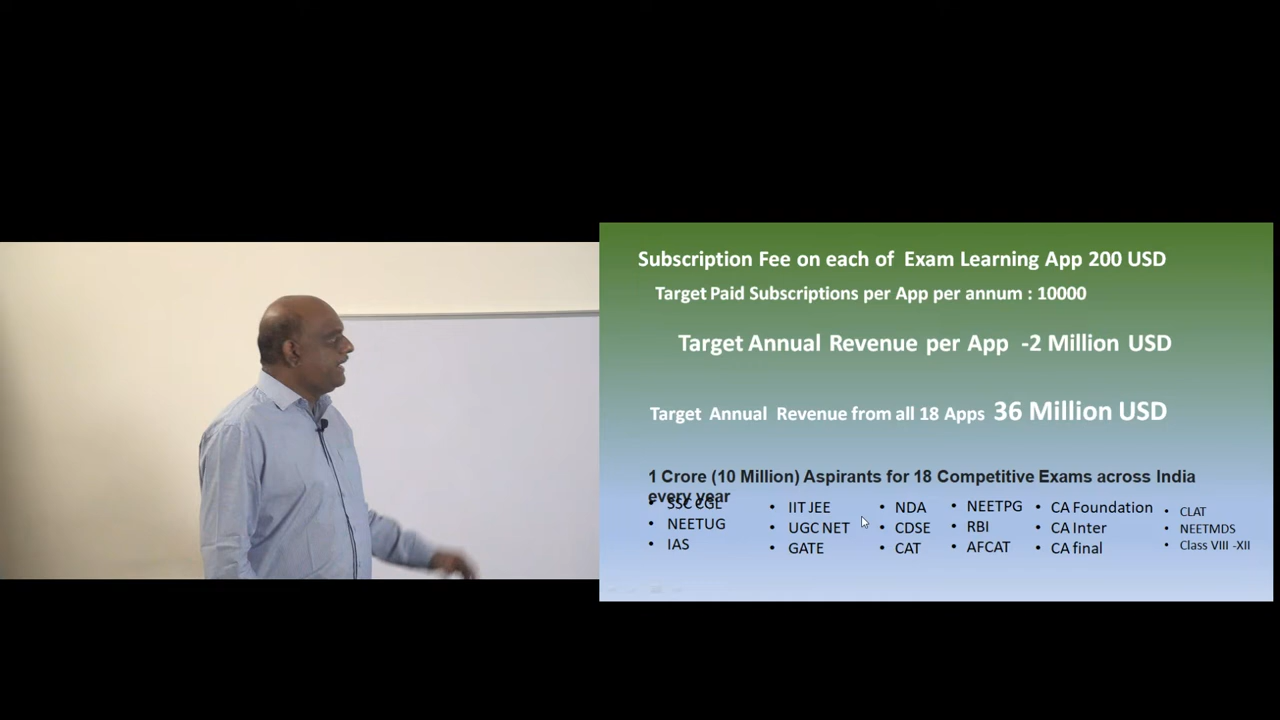 Subscription Fee on each of Exam Learning App 200 USD
Target Paid Subscriptions per App per annum : 10000
Target Annual Revenue per App -2 Million USD
Target Annual Revenue from all 18 Apps 36 Million USD
1 Crore (10 Million) Aspirants for 18 Competitive Exams across India
every year
• SSC CGL
• NEETUG
• IAS
• IIT JEE
• UGC NET
• GATE
• NDA
• CDSE
• CAT
• NEETPG
• RBI
• AFCAT
• CA Foundation
• CA Inter
• CA final
• CLAT
• NEETMDS
• Class VIII -XII